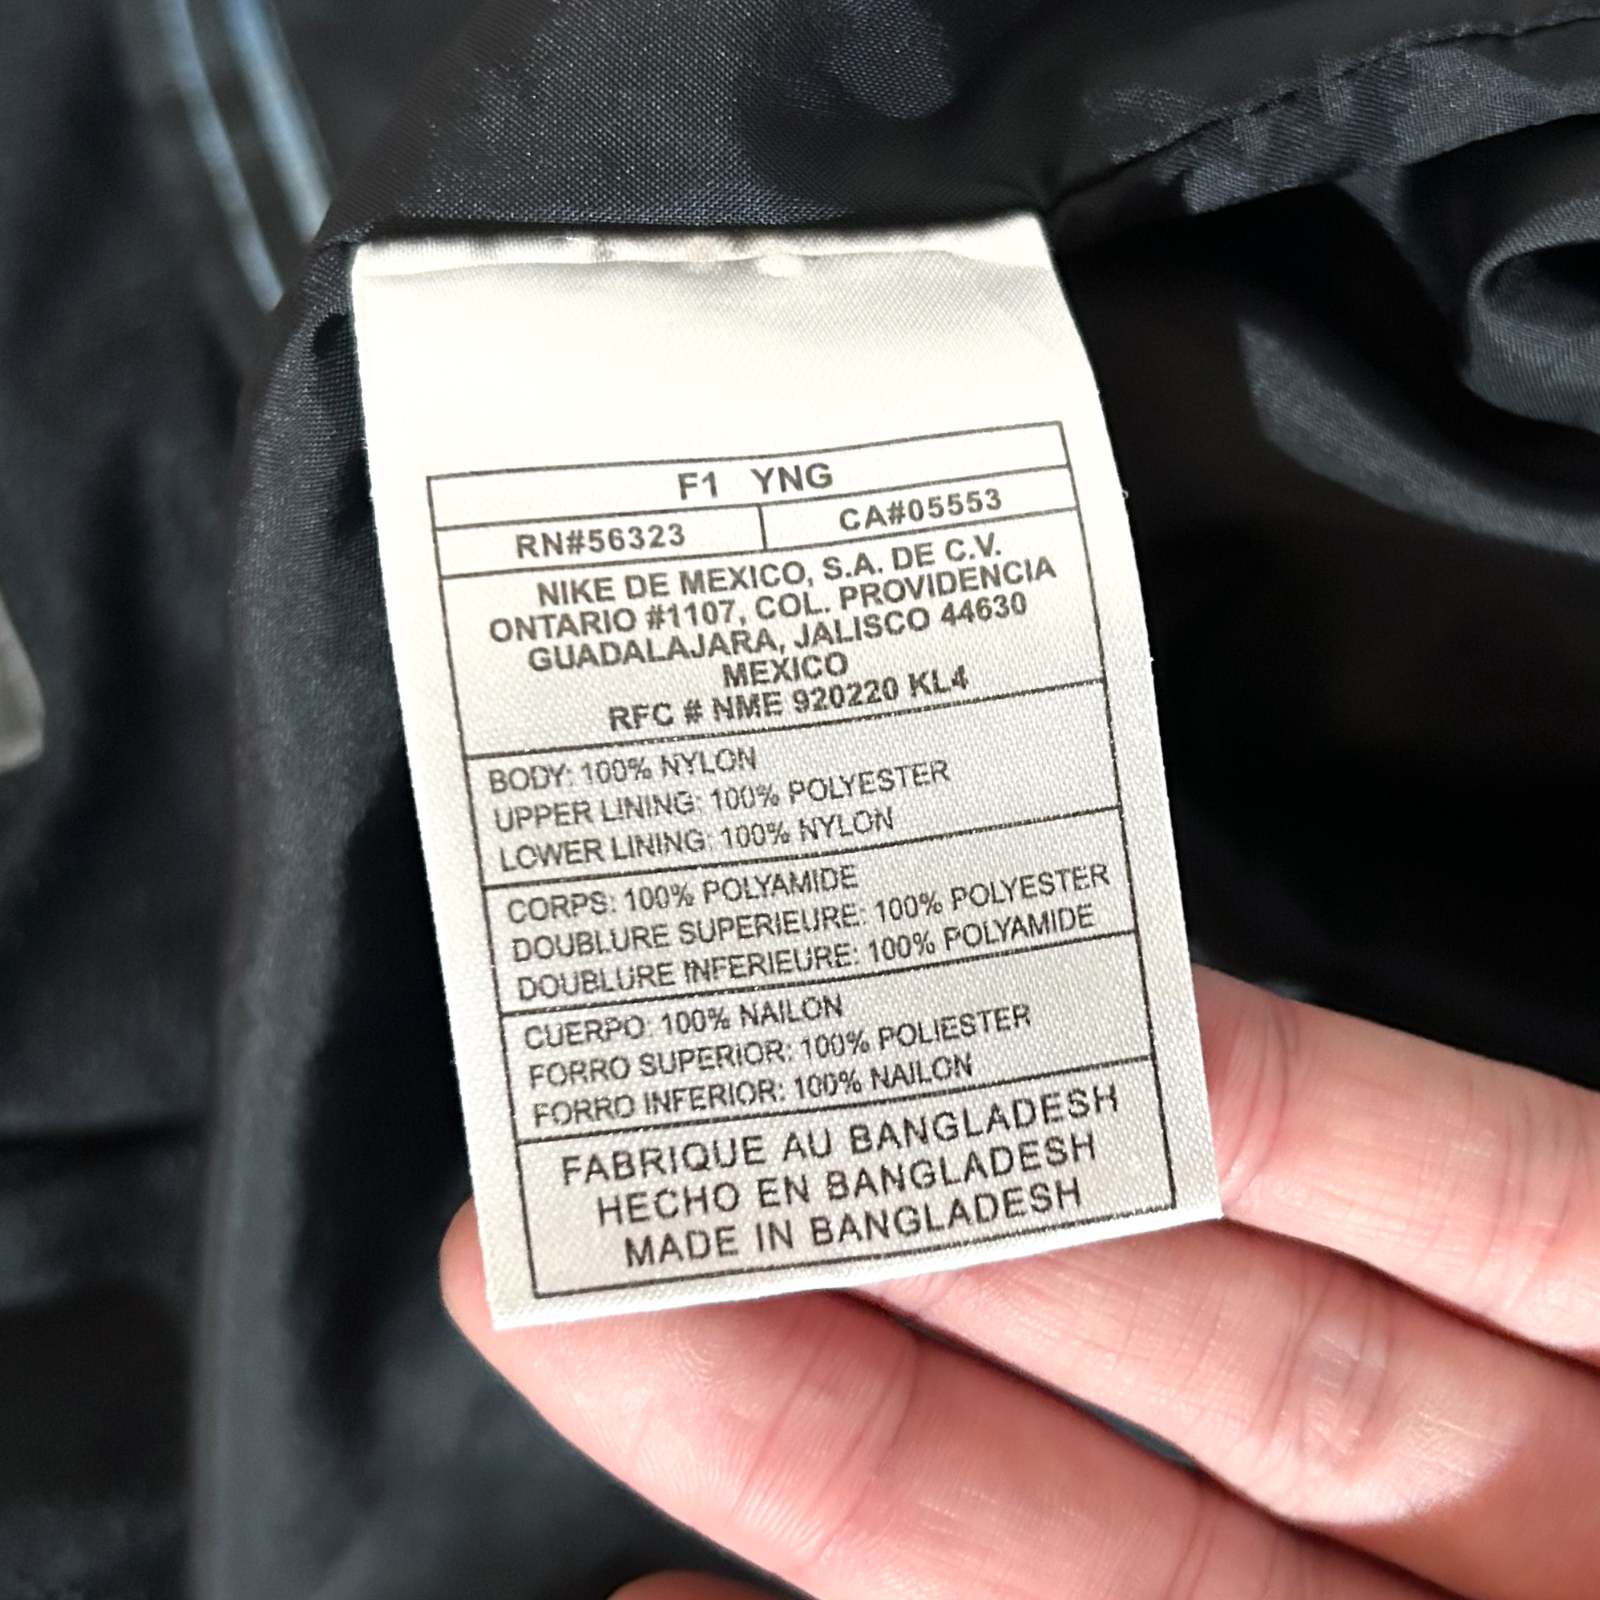 F1 YNG
RN#56323 CA#05553
NIKE DE MEXICO, S.A. DE C.V.
ONTARIO #1107, COL. PROVIDENCIA
GUADALAJARA, JALISCO 44630
MEXICO
RFC # NME 920220 KL4
BODY: 100% NYLON
UPPER LINING: 100% POLYESTER
LOWER LINING: 100% NYLON
CORPS: 100% POLYAMIDE
DOUBLURE SUPERIEURE: 100% POLYESTER
DOUBLURE INFERIEURE: 100% POLYAMIDE
CUERPO: 100% NAILON
FORRO SUPERIOR: 100% POLIESTER
FORRO INFERIOR: 100% NAILON
FABRIQUE AU BANGLADESH
HECHO EN BANGLADESH
MADE IN BANGLADESH